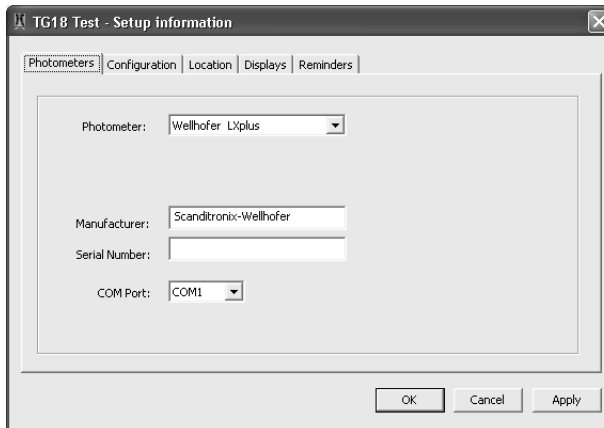 TG18 Test - Setup information
Photometers Configuration Location Displays Reminders
Photometer: Wellhofer LXplus
Manufacturer: Scanditronix-Wellhofer
Serial Number:
COM Port: COM1
OK Cancel Apply